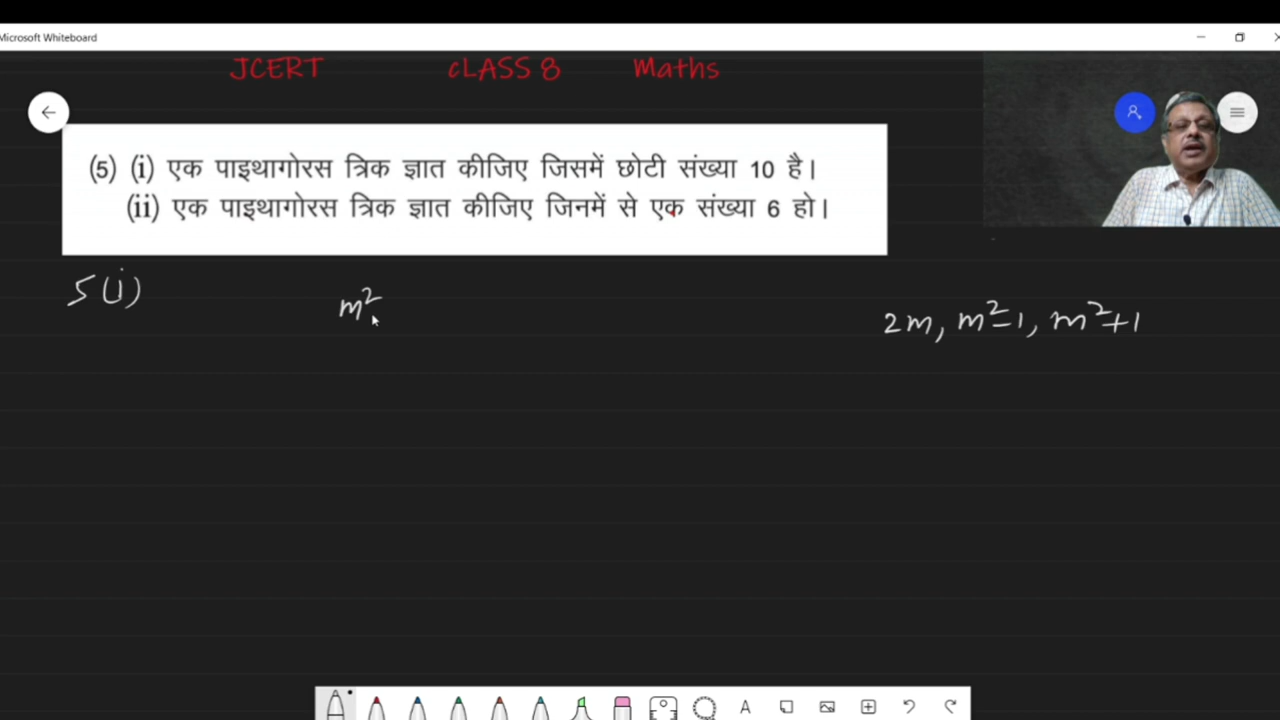 Microsoft Whiteboard
JCERT CLASS 8 Maths
(5) (i) एक पाइथागोरस त्रिक ज्ञात कीजिए जिसमें छोटी संख्या 10 है।
(ii) एक पाइथागोरस त्रिक ज्ञात कीजिए जिनमें से एक संख्या 6 हो।
5(i) m² 2m, m²-1, m²+1
A